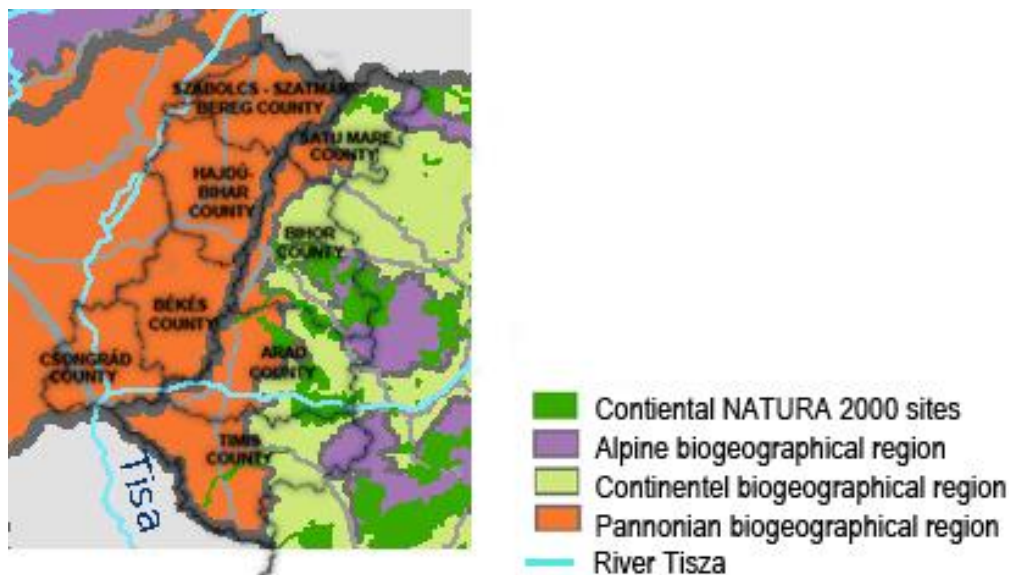 SZABOLCS - SZATMÁR
BEREG COUNTY
SATU MARE
COUNTY
HAJDÚ-
BIHAR
COUNTY
BIHOR
COUNTY
BÉKÉS
COUNTY
CSONGRÁD
COUNTY
ARAD
COUNTY
TIMIS
COUNTY
Tisa
Contiental NATURA 2000 sites
Alpine biogeographical region
Continentel biogeographical region
Pannonian biogeographical region
River Tisza